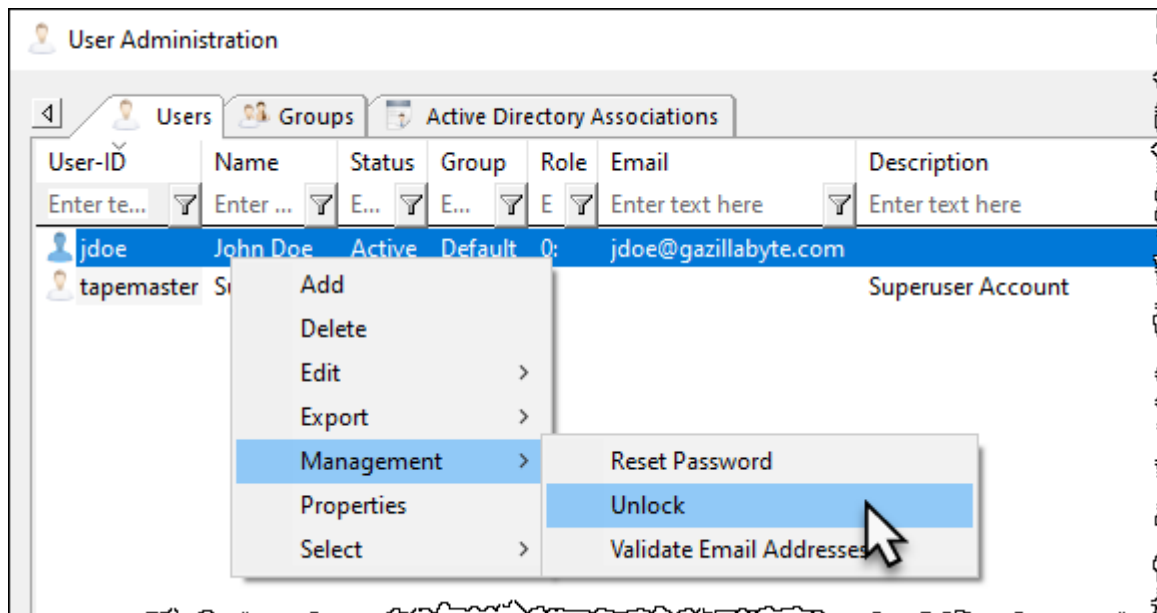 User Administration
Users Groups Active Directory Associations
User-ID Name Status Group Role Email Description
Enter te... Enter ... E... E... E Enter text here Enter text here
jdoe John Doe Active Default 0: jdoe@gazillabyte.com
tapemaster Superuser Account
Add
Delete
Edit
Export
Management
Properties
Select
Reset Password
Unlock
Validate Email Addresses